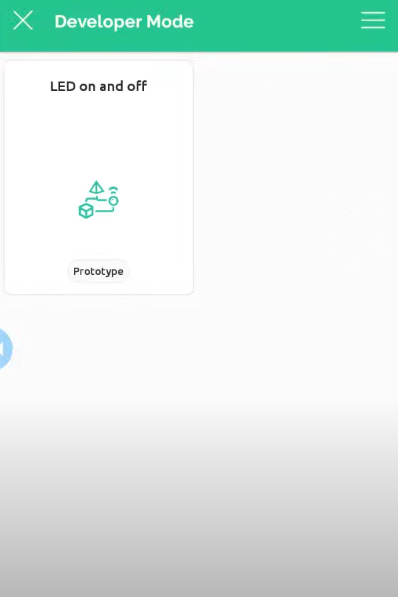 Developer Mode
LED on and off
Prototype